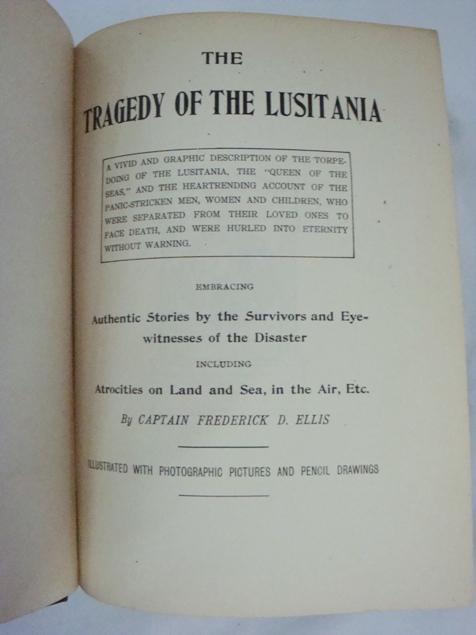 THE
TRAGEDY OF THE LUSITANIA
A VIVID AND GRAPHIC DESCRIPTION OF THE TORPE-
DOING OF THE LUSITANIA, THE "QUEEN OF THE
SEAS," AND THE HEARTRENDING ACCOUNT OF THE
PANIC-STRICKEN MEN, WOMEN AND CHILDREN, WHO
WERE SEPARATED FROM THEIR LOVED ONES TO
FACE DEATH, AND WERE HURLED INTO ETERNITY
WITHOUT WARNING.
EMBRACING
Authentic Stories by the Survivors and Eye-
witnesses of the Disaster
INCLUDING
Atrocities on Land and Sea, in the Air, Etc.
By CAPTAIN FREDERICK D. ELLIS
ILLUSTRATED WITH PHOTOGRAPHIC PICTURES AND PENCIL DRAWINGS